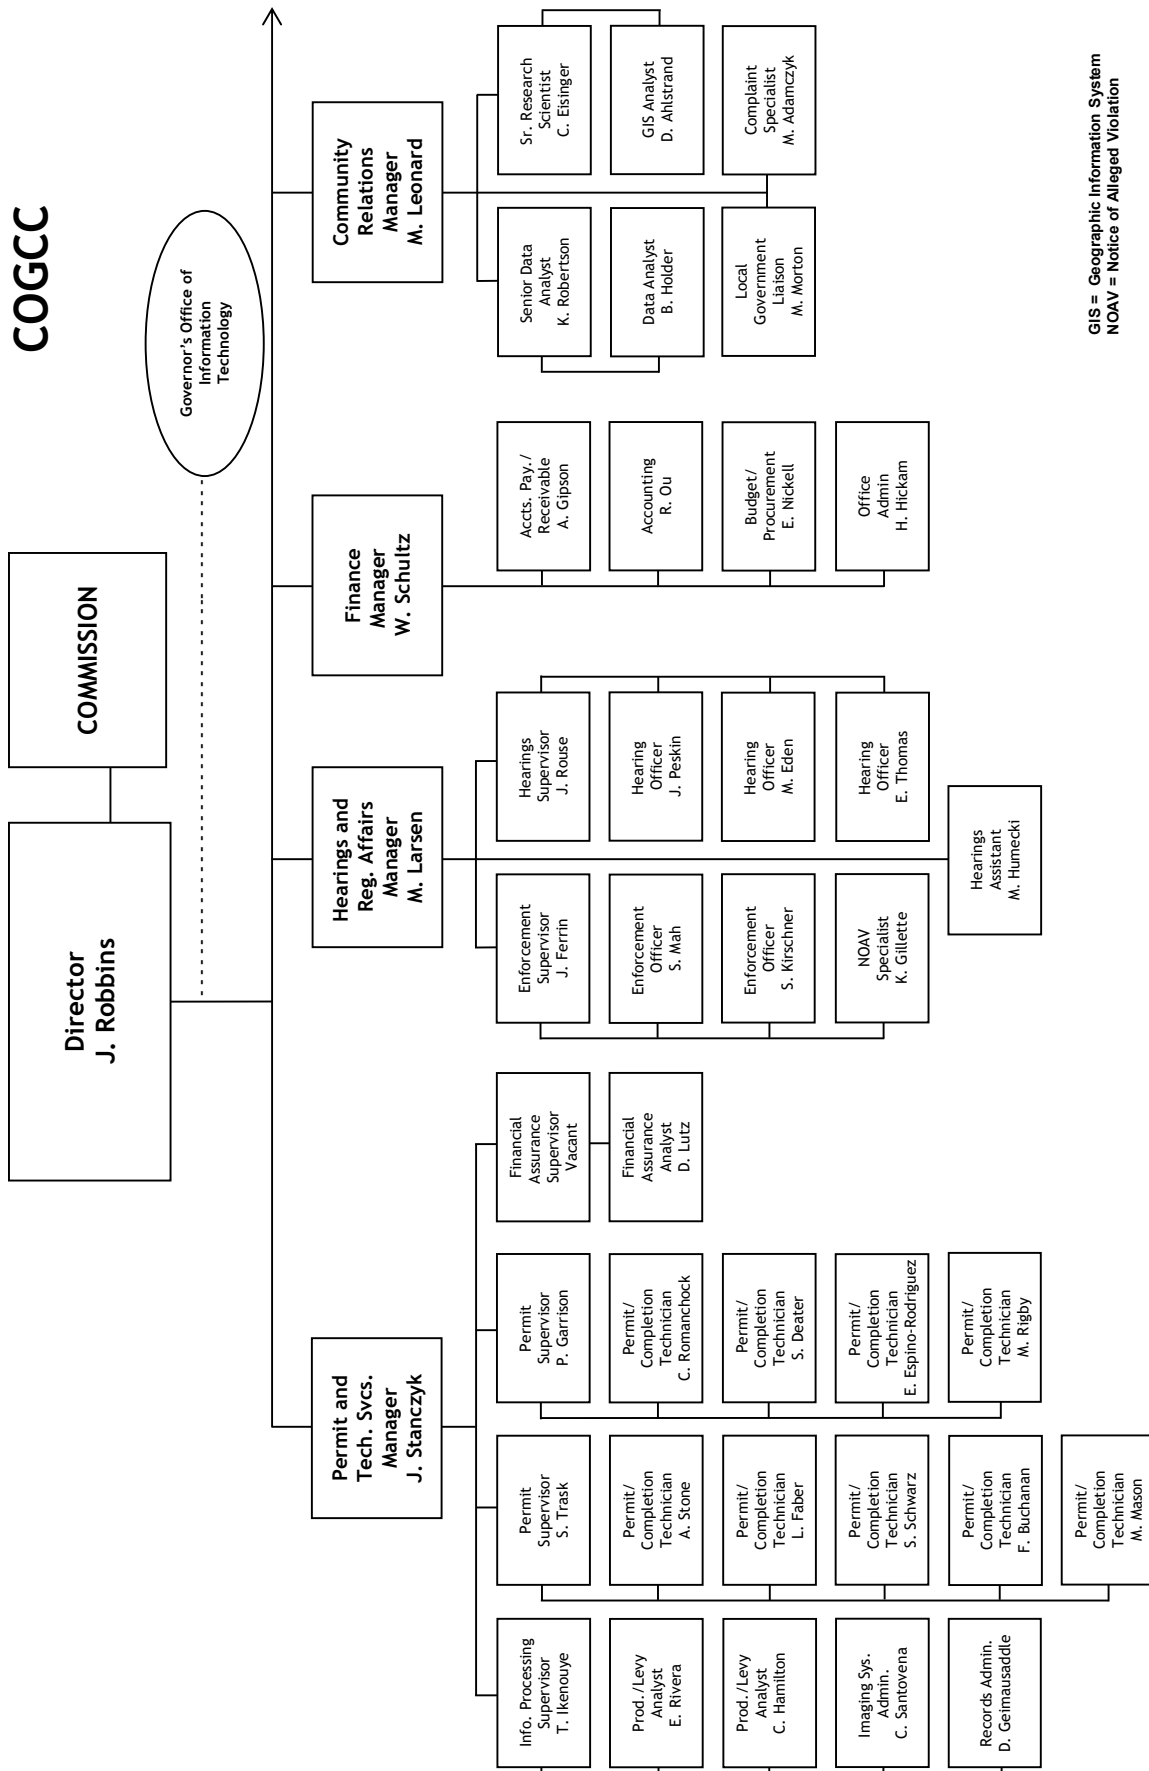 COGCC
COMMISSION
Director
J. Robbins
Governor's Office of
Information
Technology
Permit and
Tech. Svcs.
Manager
J. Stanczyk
Hearings and
Reg. Affairs
Manager
M. Larsen
Finance
Manager
W. Schultz
Community
Relations
Manager
M. Leonard
Info. Processing
Supervisor
T. Ikenouye
Prod./Levy
Analyst
E. Rivera
Prod./Levy
Analyst
C. Hamilton
Imaging Sys.
Admin.
C. Santovena
Records Admin.
D. Geimausaddle
Permit
Supervisor
S. Trask
Permit/
Completion
Technician
A. Stone
Permit/
Completion
Technician
L. Faber
Permit/
Completion
Technician
S. Schwarz
Permit/
Completion
Technician
F. Buchanan
Permit/
Completion
Technician
M. Mason
Permit
Supervisor
P. Garrison
Permit/
Completion
Technician
C. Romanchock
Permit/
Completion
Technician
S. Deater
Permit/
Completion
Technician
E. Espino-Rodriguez
Permit/
Completion
Technician
M. Rigby
Financial
Assurance
Supervisor
Vacant
Financial
Assurance
Analyst
D. Lutz
Enforcement
Supervisor
J. Ferrin
Enforcement
Officer
S. Mah
Enforcement
Officer
S. Kirschner
NOAV
Specialist
K. Gillette
Hearings
Supervisor
J. Rouse
Hearing
Officer
J. Peskin
Hearing
Officer
M. Eden
Hearing
Officer
E. Thomas
Hearings
Assistant
M. Humecki
Accts. Pay./
Receivable
A. Gipson
Accounting
R. Ou
Budget/
Procurement
E. Nickell
Office
Admin
H. Hickam
Senior Data
Analyst
K. Robertson
Data Analyst
B. Holder
Local
Government
Liaison
M. Morton
Sr. Research
Scientist
C. Eisinger
GIS Analyst
D. Ahlstrand
Complaint
Specialist
M. Adamczyk
GIS = Geographic Information System
NOAV = Notice of Alleged Violation